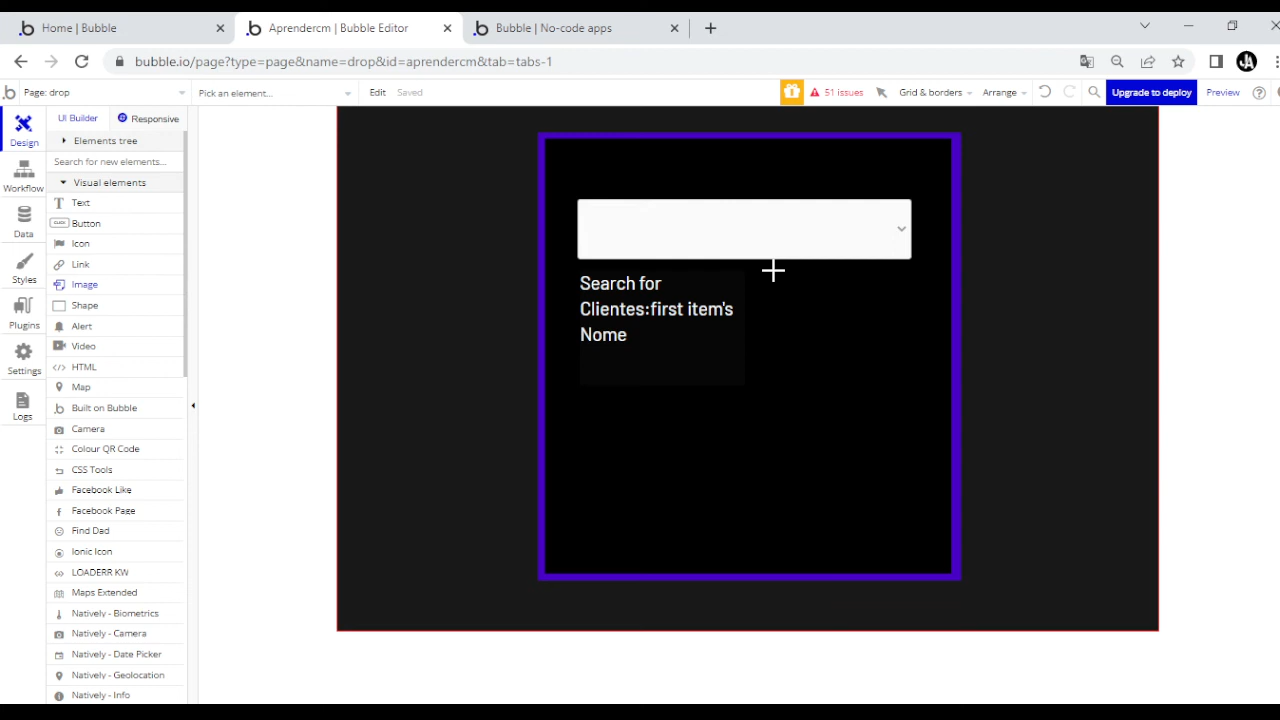 Home | Bubble
Aprendercm | Bubble Editor
Bubble | No-code apps
bubble.io/page?type=page&name=drop&id=aprendercm&tab=tabs-1
Page: drop
Pick an element...
Edit
Saved
51 issues
Grid & borders
Arrange
Upgrade to deploy
Preview
Design
Workflow
Data
Styles
Plugins
Settings
Logs
UI Builder
Responsive
Elements tree
Search for new elements...
Visual elements
Text
CLICK Button
Icon
Link
Image
Shape
Alert
Video
HTML
Map
Built on Bubble
Camera
Colour QR Code
CSS Tools
Facebook Like
Facebook Page
Find Dad
Ionic Icon
LOADERR KW
Maps Extended
Natively - Biometrics
Natively - Camera
Natively - Date Picker
Natively - Geolocation
Natively - Info
Search for
Clientes:first item's
Nome